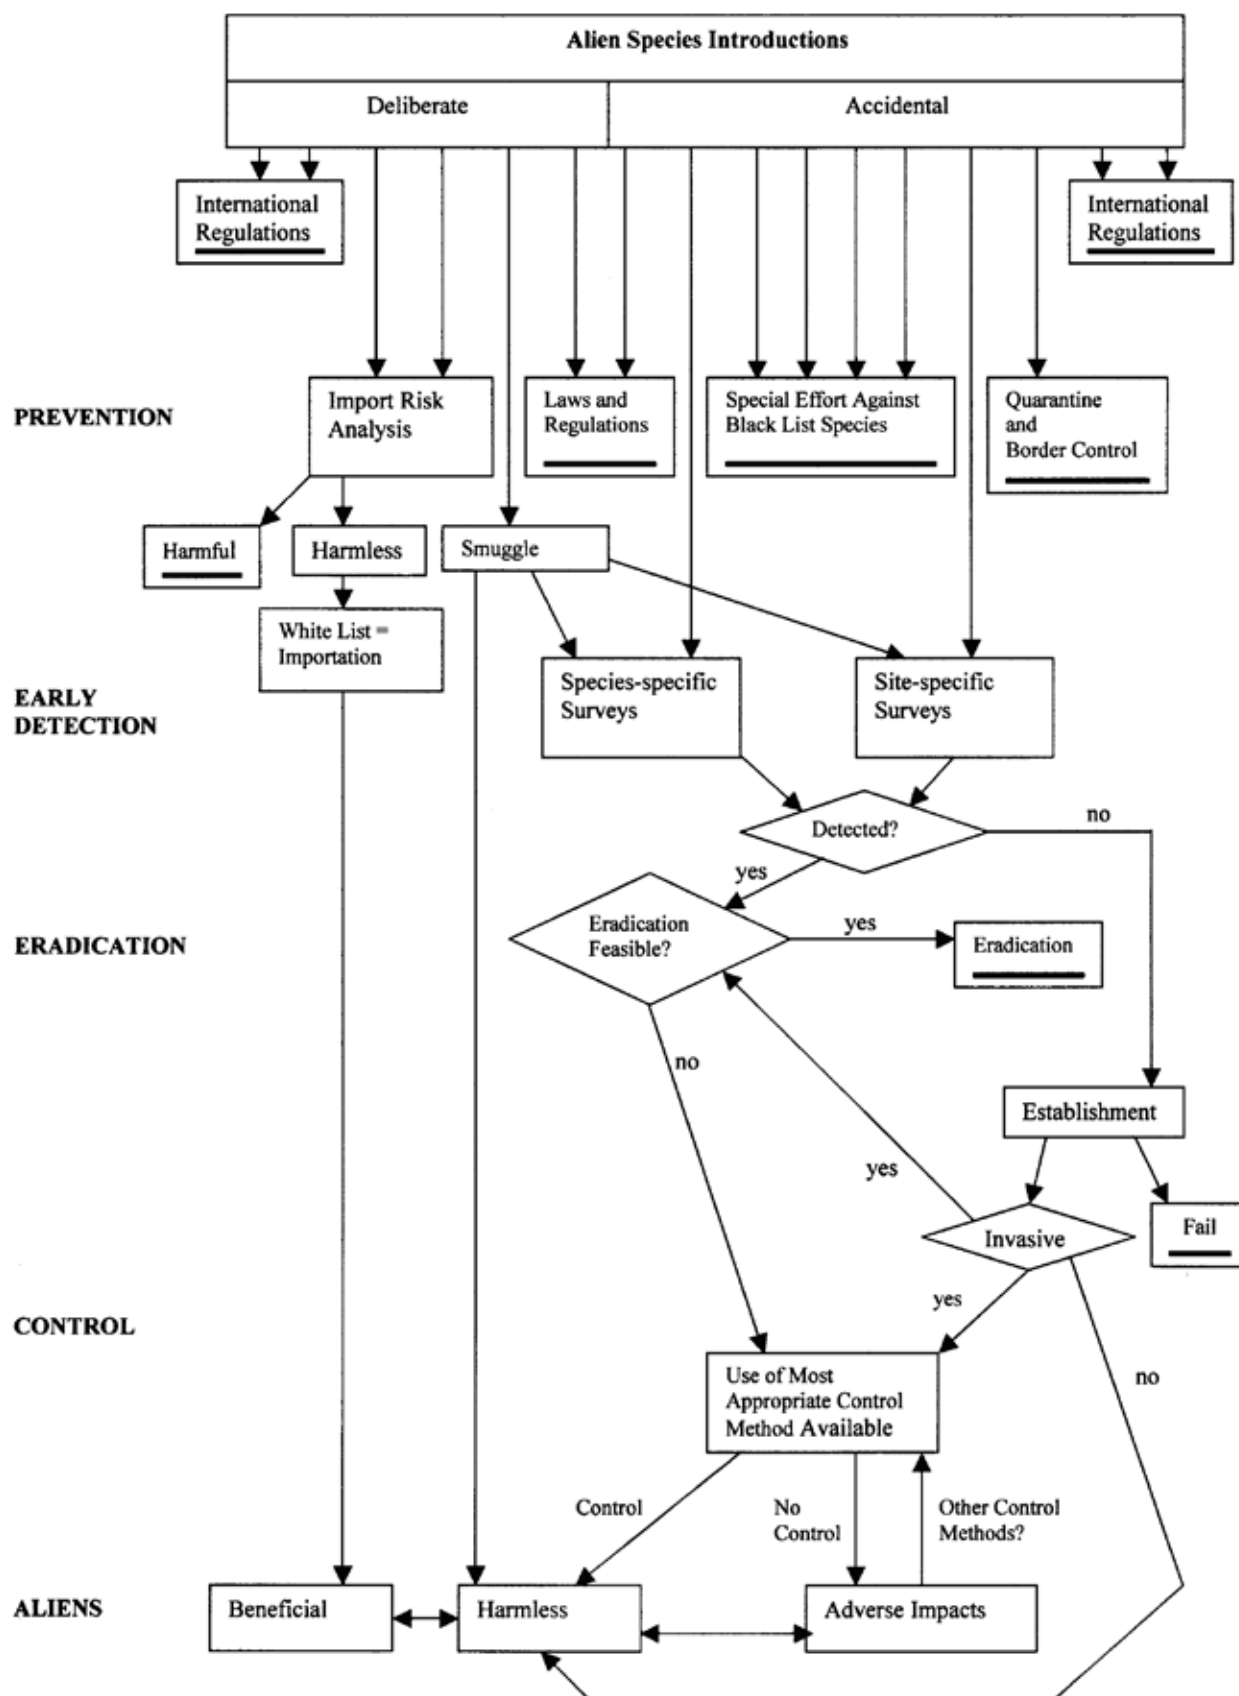 Alien Species Introductions
Deliberate
Accidental
International
Regulations
International
Regulations
PREVENTION
Import Risk
Analysis
Laws and
Regulations
Special Effort Against
Black List Species
Quarantine
and
Border Control
Harmful
Harmless
Smuggle
White List =
Importation
EARLY
DETECTION
Species-specific
Surveys
Site-specific
Surveys
Detected?
no
yes
ERADICATION
Eradication
Feasible?
yes
Eradication
no
Establishment
yes
Invasive
Fail
CONTROL
yes
no
Use of Most
Appropriate Control
Method Available
Control
No
Control
Other Control
Methods?
ALIENS
Beneficial
Harmless
Adverse Impacts